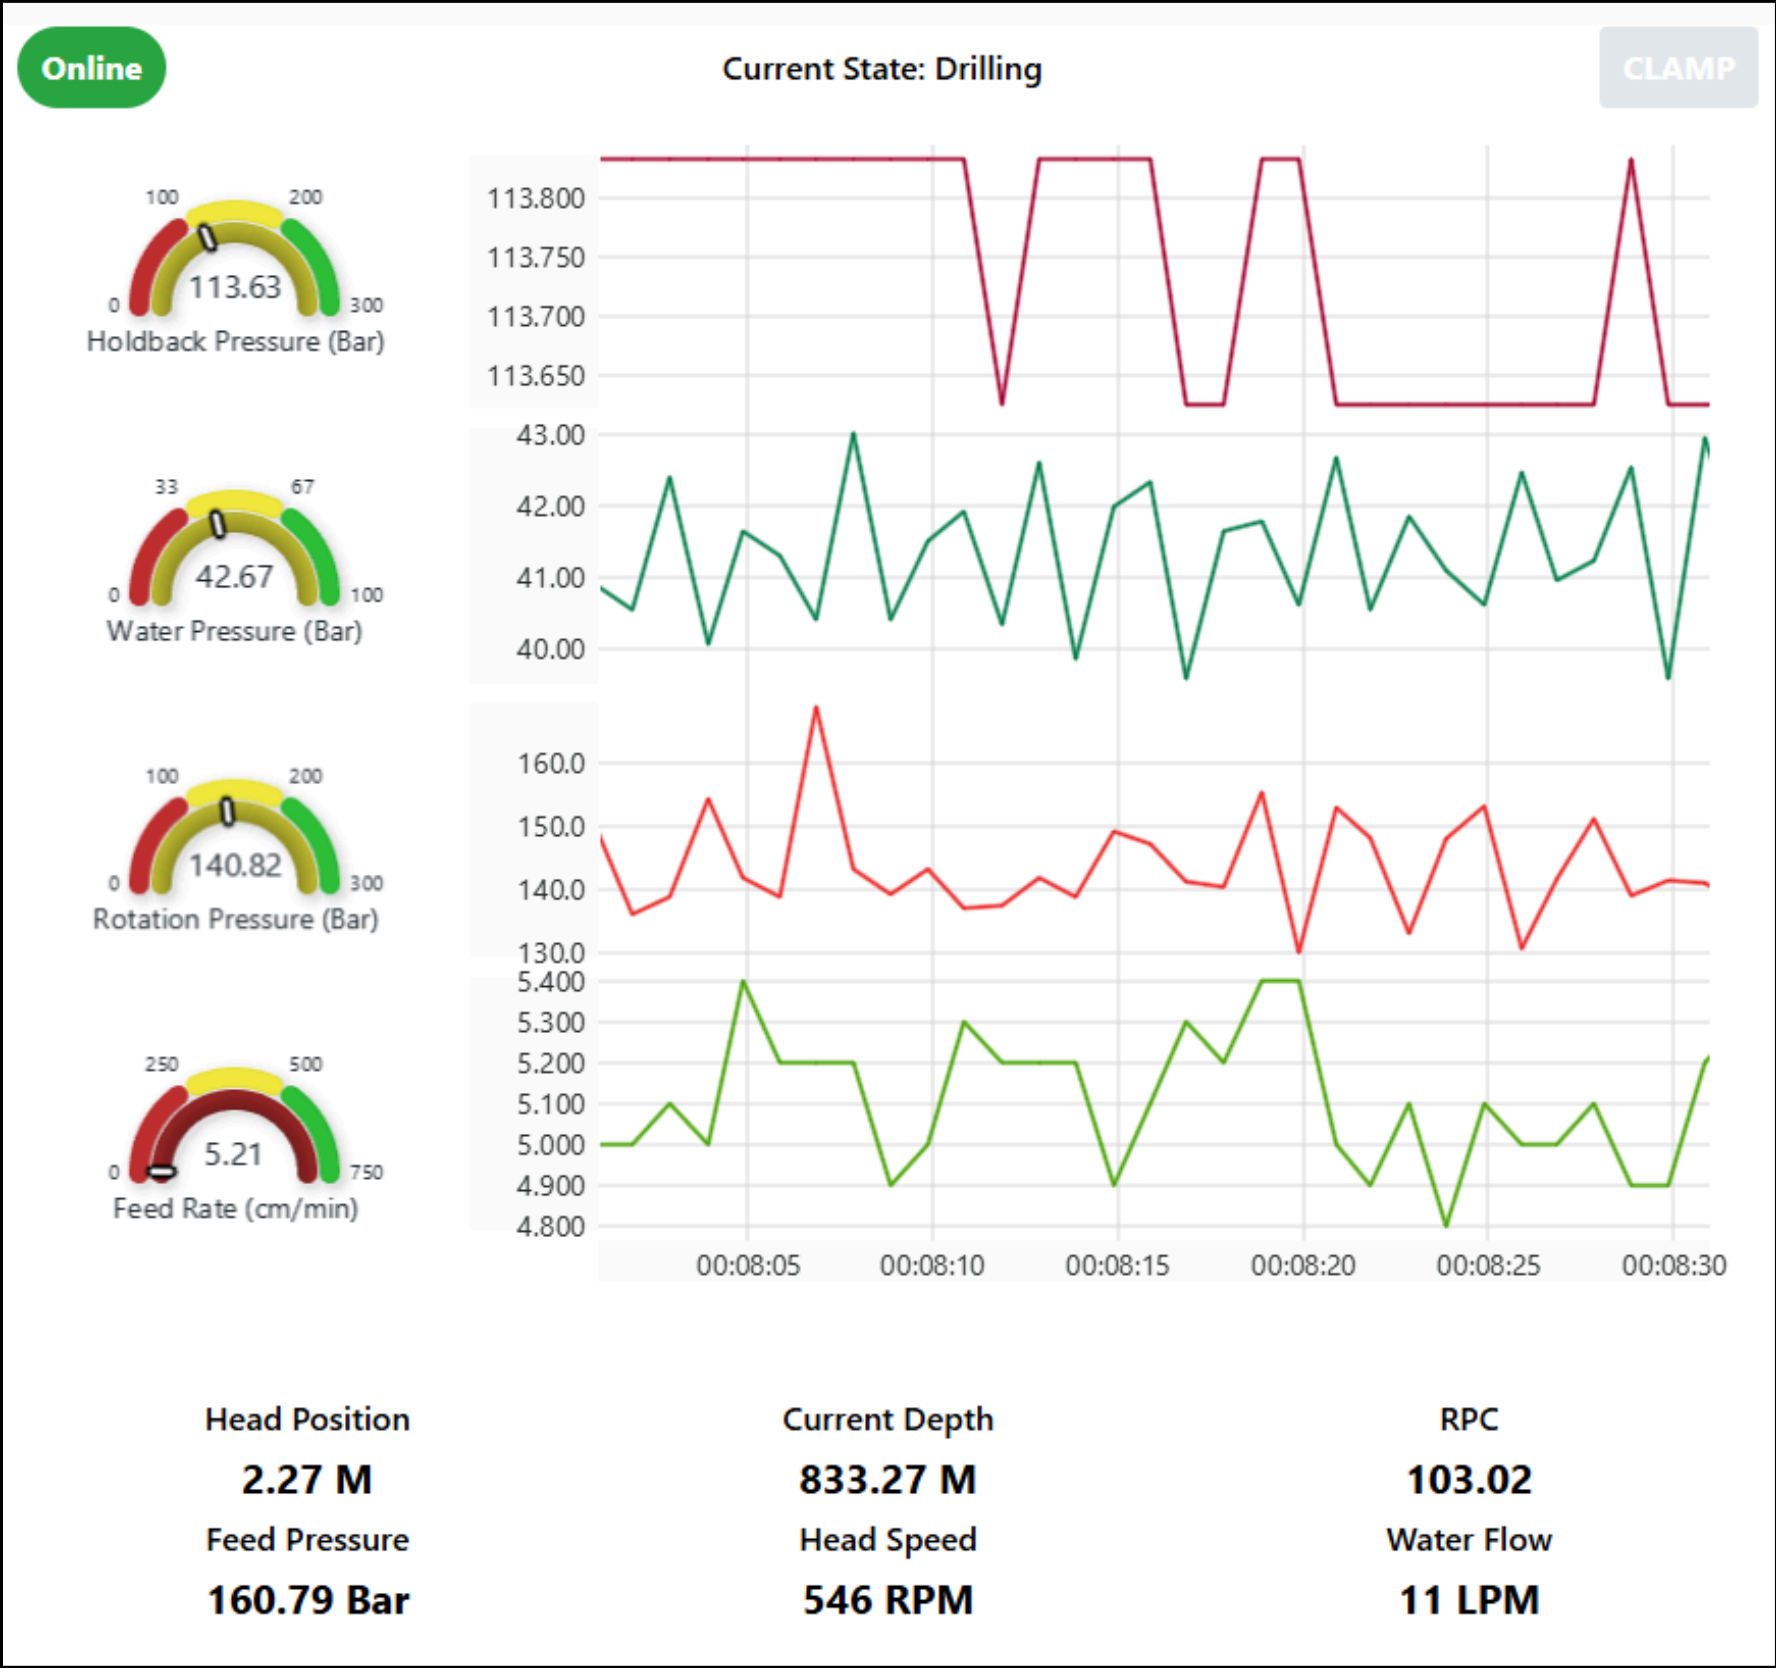 Online
Current State: Drilling
CLAMP
100
200
113.63
0
300
Holdback Pressure (Bar)
113.800
113.750
113.700
113.650
33
67
42.67
0
100
Water Pressure (Bar)
43.00
42.00
41.00
40.00
100
200
140.82
0
300
Rotation Pressure (Bar)
160.0
150.0
140.0
130.0
250
500
5.21
0
750
Feed Rate (cm/min)
5.400
5.300
5.200
5.100
5.000
4.900
4.800
00:08:05 00:08:10 00:08:15 00:08:20 00:08:25 00:08:30
Head Position
2.27 M
Current Depth
833.27 M
RPC
103.02
Feed Pressure
160.79 Bar
Head Speed
546 RPM
Water Flow
11 LPM